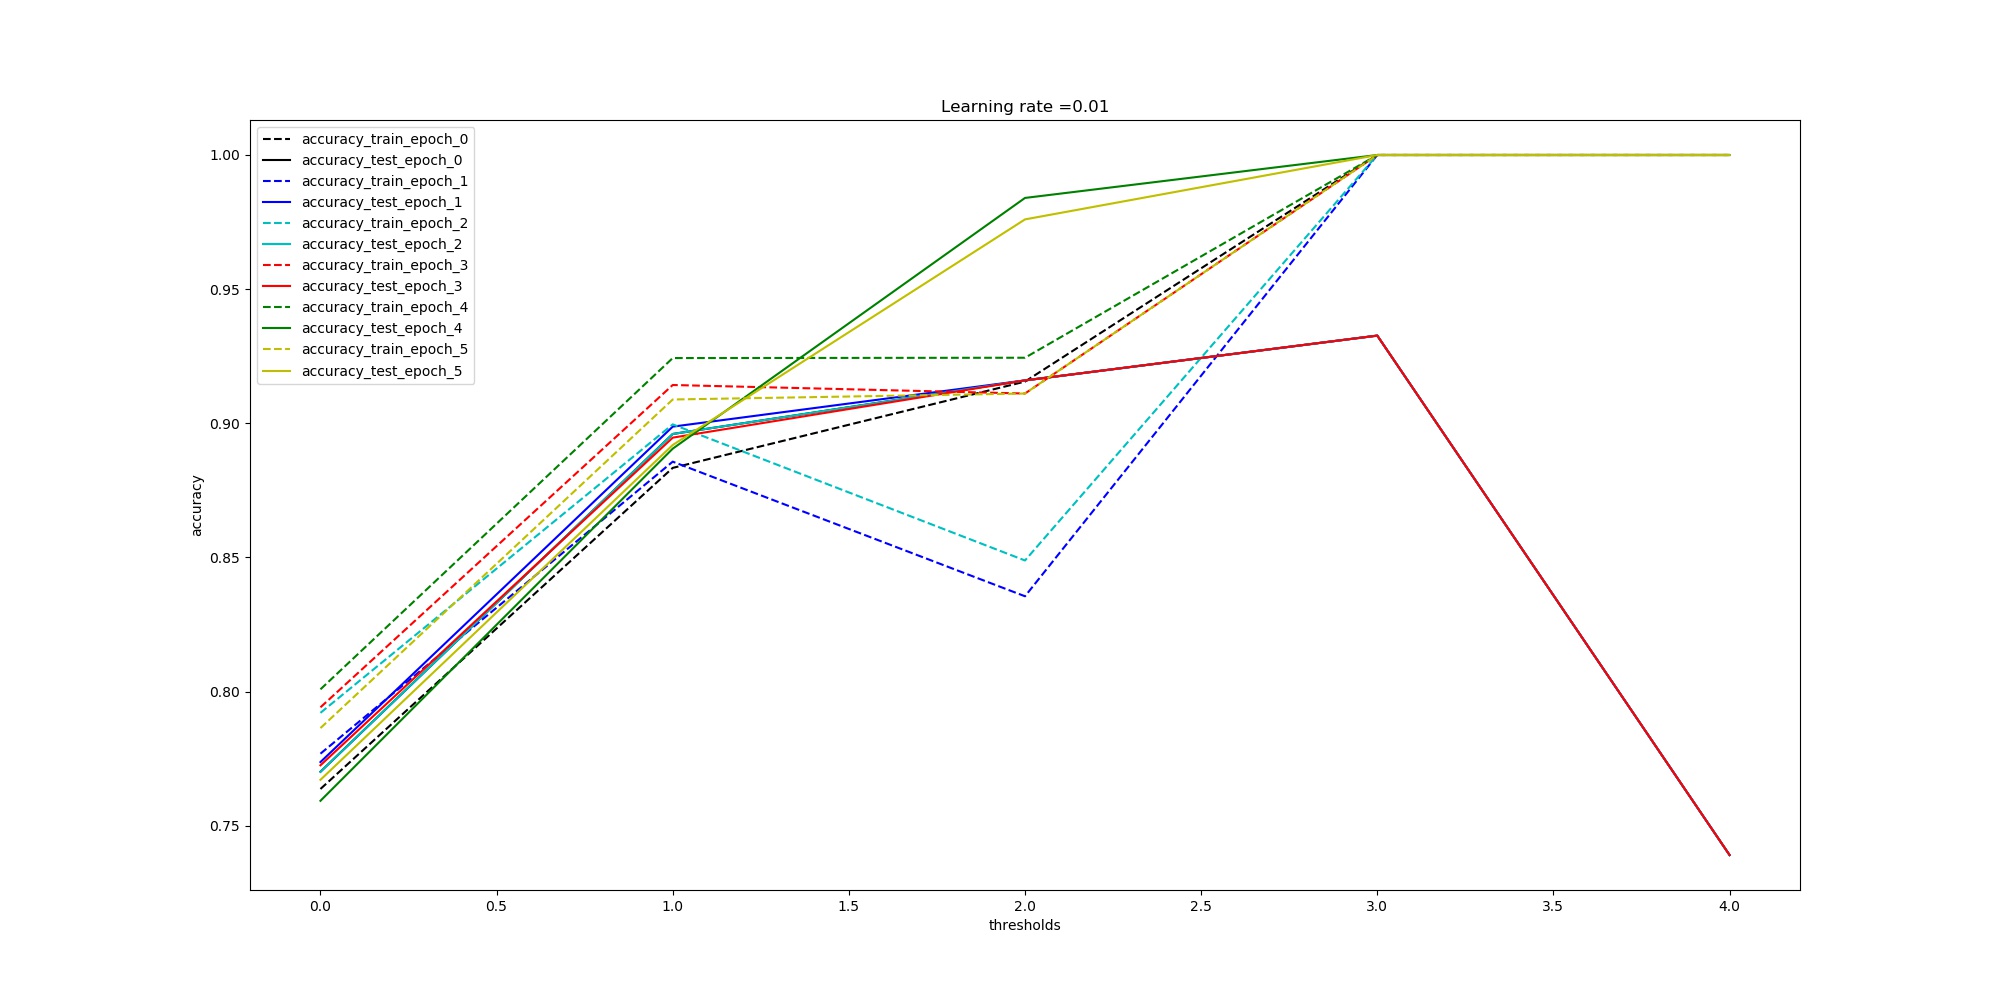 Learning rate =0.01
accuracy_train_epoch_0
accuracy_test_epoch_0
accuracy_train_epoch_1
accuracy_test_epoch_1
accuracy_train_epoch_2
accuracy_test_epoch_2
accuracy_train_epoch_3
accuracy_test_epoch_3
accuracy_train_epoch_4
accuracy_test_epoch_4
accuracy_train_epoch_5
accuracy_test_epoch_5
1.00
0.95
0.90
0.85
0.80
0.75
accuracy
0.0 0.5 1.0 1.5 2.0 2.5 3.0 3.5 4.0
thresholds